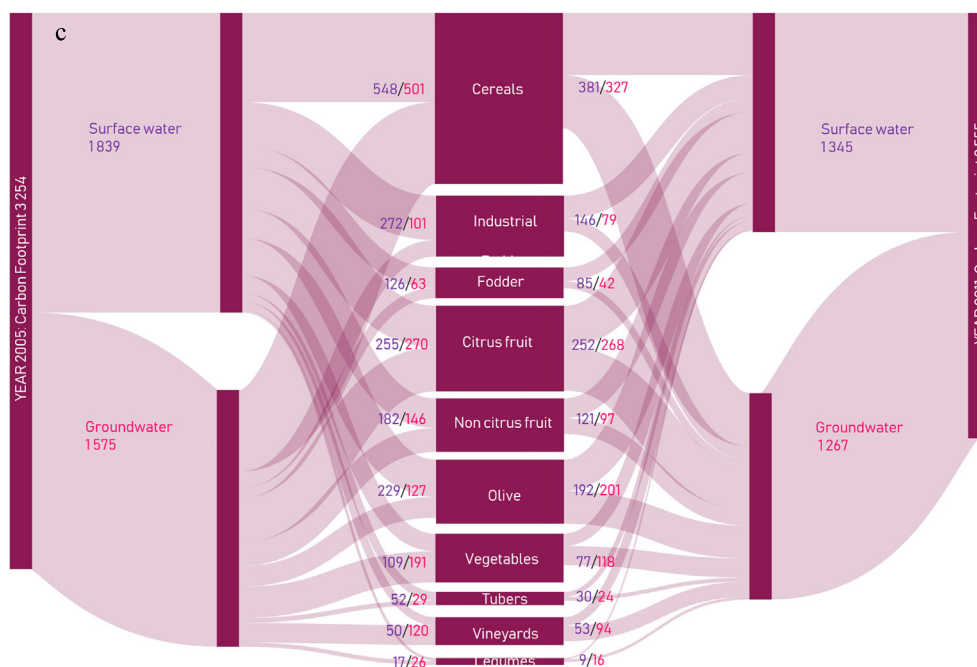 c
YEAR 2005: Carbon Footprint 3 254
Surface water
1 839
Groundwater
1 575
548/501
Cereals
381/327
272/101
Industrial
146/79
126/63
Fodder
85/42
255/270
Citrus fruit
252/268
182/146
Non citrus fruit
121/97
229/127
Olive
192/201
109/191
Vegetables
77/118
52/29
Tubers
30/24
50/120
Vineyards
53/94
17/26
Legumes
9/16
Surface water
1 345
Groundwater
1 267